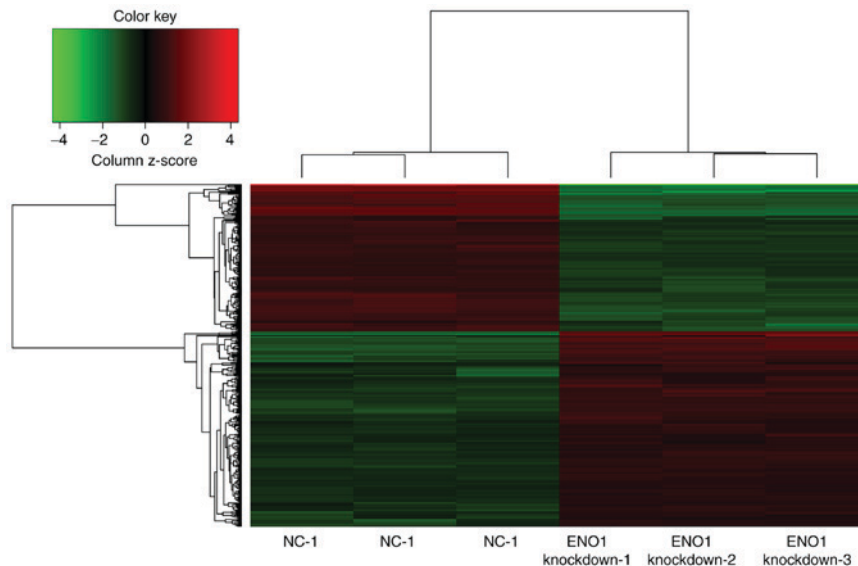 Color key
−4 −2 0 2 4
Column z-score
NC-1 NC-1 NC-1 ENO1 ENO1 ENO1
knockdown-1 knockdown-2 knockdown-3